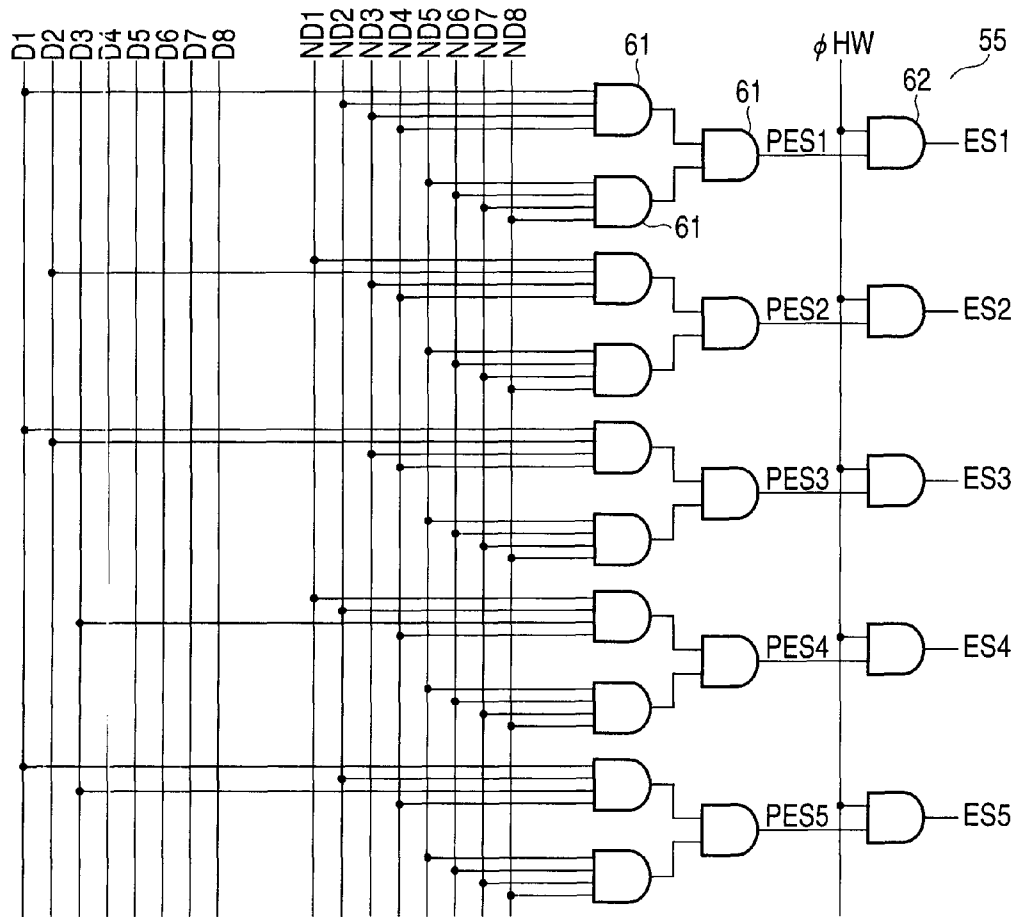 D1 D2 D3 D4 D5 D6 D7 D8 ND1 ND2 ND3 ND4 ND5 ND6 ND7 ND8
φHW
55
61
61
62
PES1
ES1
61
PES2
ES2
PES3
ES3
PES4
ES4
PES5
ES5